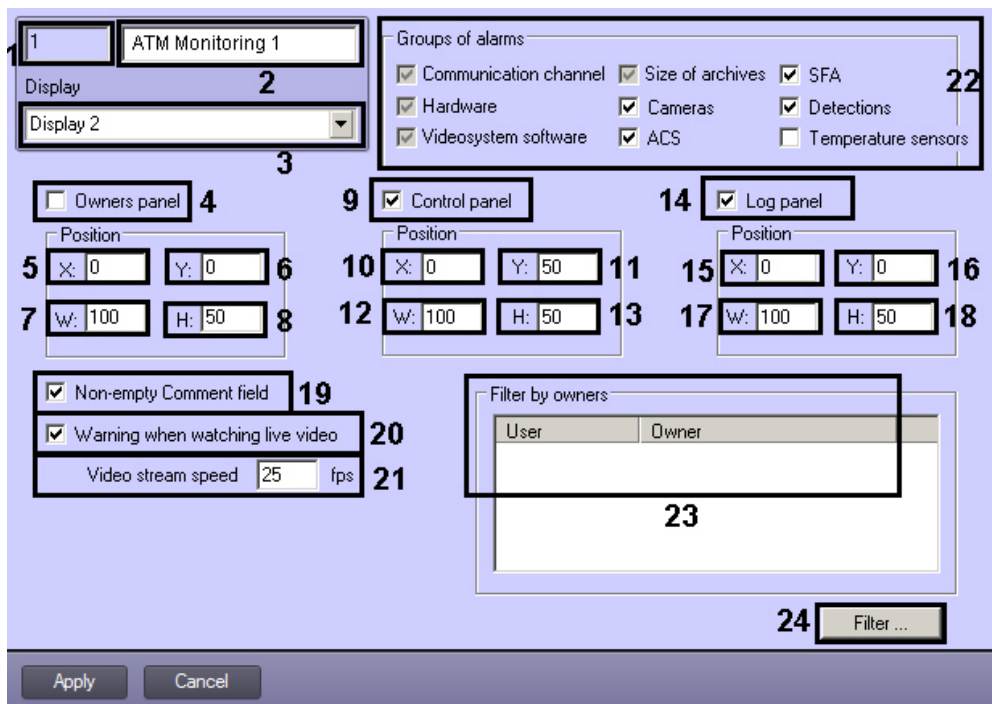 1 1 ATM Monitoring 1
2
Display
Display 2
3
Groups of alarms
Communication channel Size of archives SFA
Hardware Cameras Detections
Videosystem software ACS Temperature sensors
22
Owners panel 4
9 Control panel
14 Log panel
Position
5 X: 0 Y: 0 6
7 W: 100 H: 50 8
Position
10 X: 0 Y: 50 11
12 W: 100 H: 50 13
Position
15 X: 0 Y: 0 16
17 W: 100 H: 50 18
Non-empty Comment field 19
Warning when watching live video 20
Video stream speed 25 fps 21
Filter by owners
User Owner
23
24 Filter ...
Apply Cancel